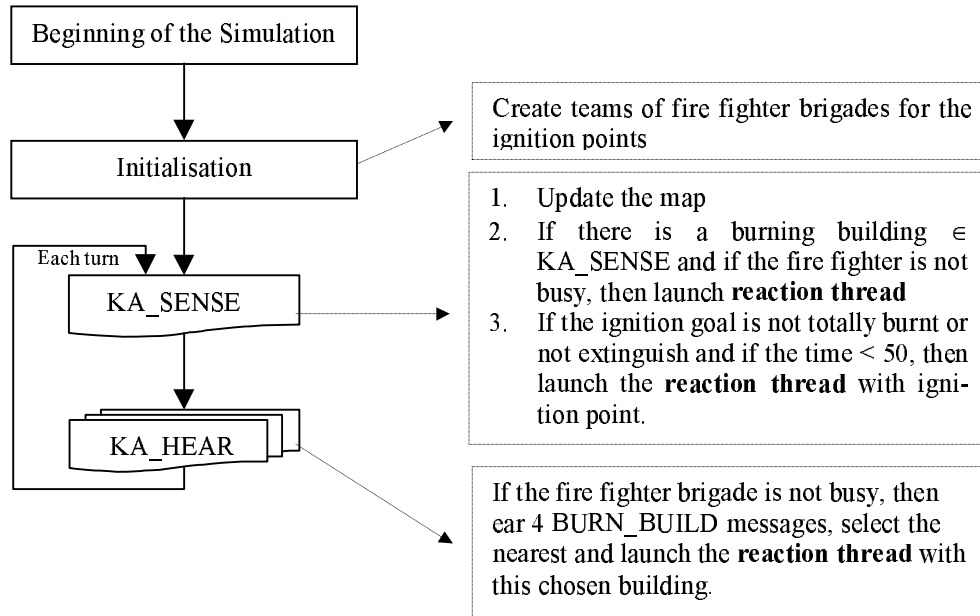 Beginning of the Simulation
Initialisation
Each turn
KA_SENSE
KA_HEAR
Create teams of fire fighter brigades for the
ignition points
1. Update the map
2. If there is a burning building ∈
KA_SENSE and if the fire fighter is not
busy, then launch reaction thread
3. If the ignition goal is not totally burnt or
not extinguish and if the time < 50, then
launch the reaction thread with igni-
tion point.
If the fire fighter brigade is not busy, then
ear 4 BURN_BUILD messages, select the
nearest and launch the reaction thread with
this chosen building.